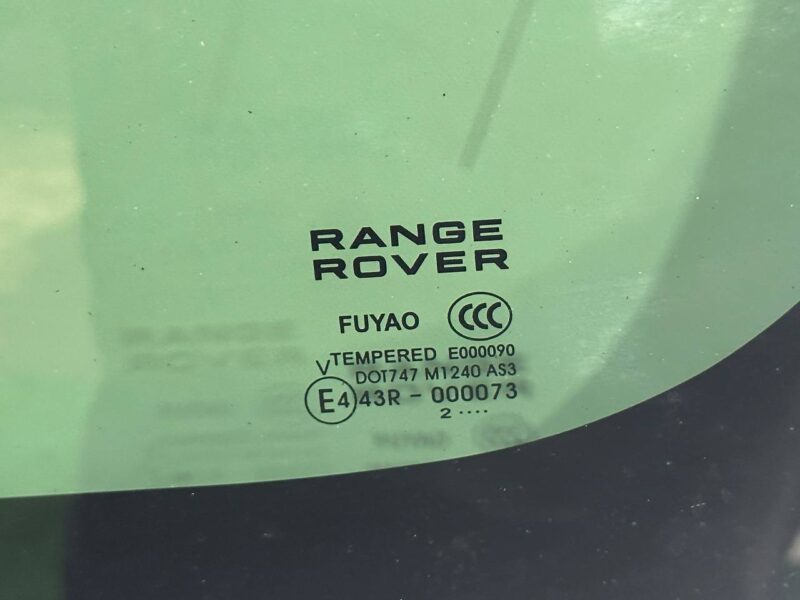 RANGE
ROVER
FUYAO CCC
V TEMPERED E000090
DOT747 M1240 AS3
E4 43R - 000073
2 ....